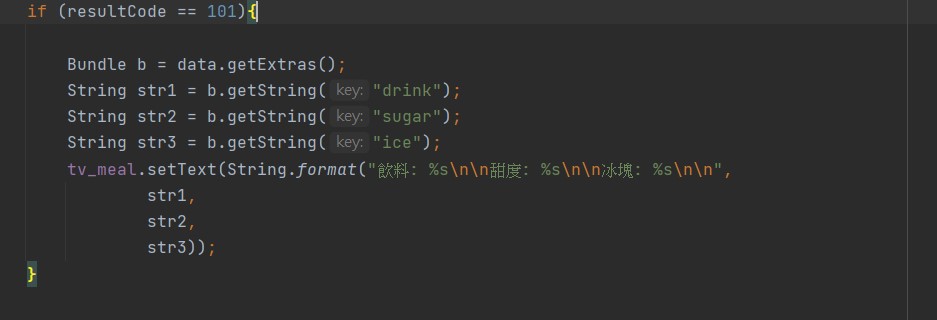 if (resultCode == 101){
Bundle b = data.getExtras();
String str1 = b.getString( key: "drink");
String str2 = b.getString( key: "sugar");
String str3 = b.getString( key: "ice");
tv_meal.setText(String.format("飲料: %s\n\n甜度: %s\n\n冰塊: %s\n\n",
str1,
str2,
str3));
}